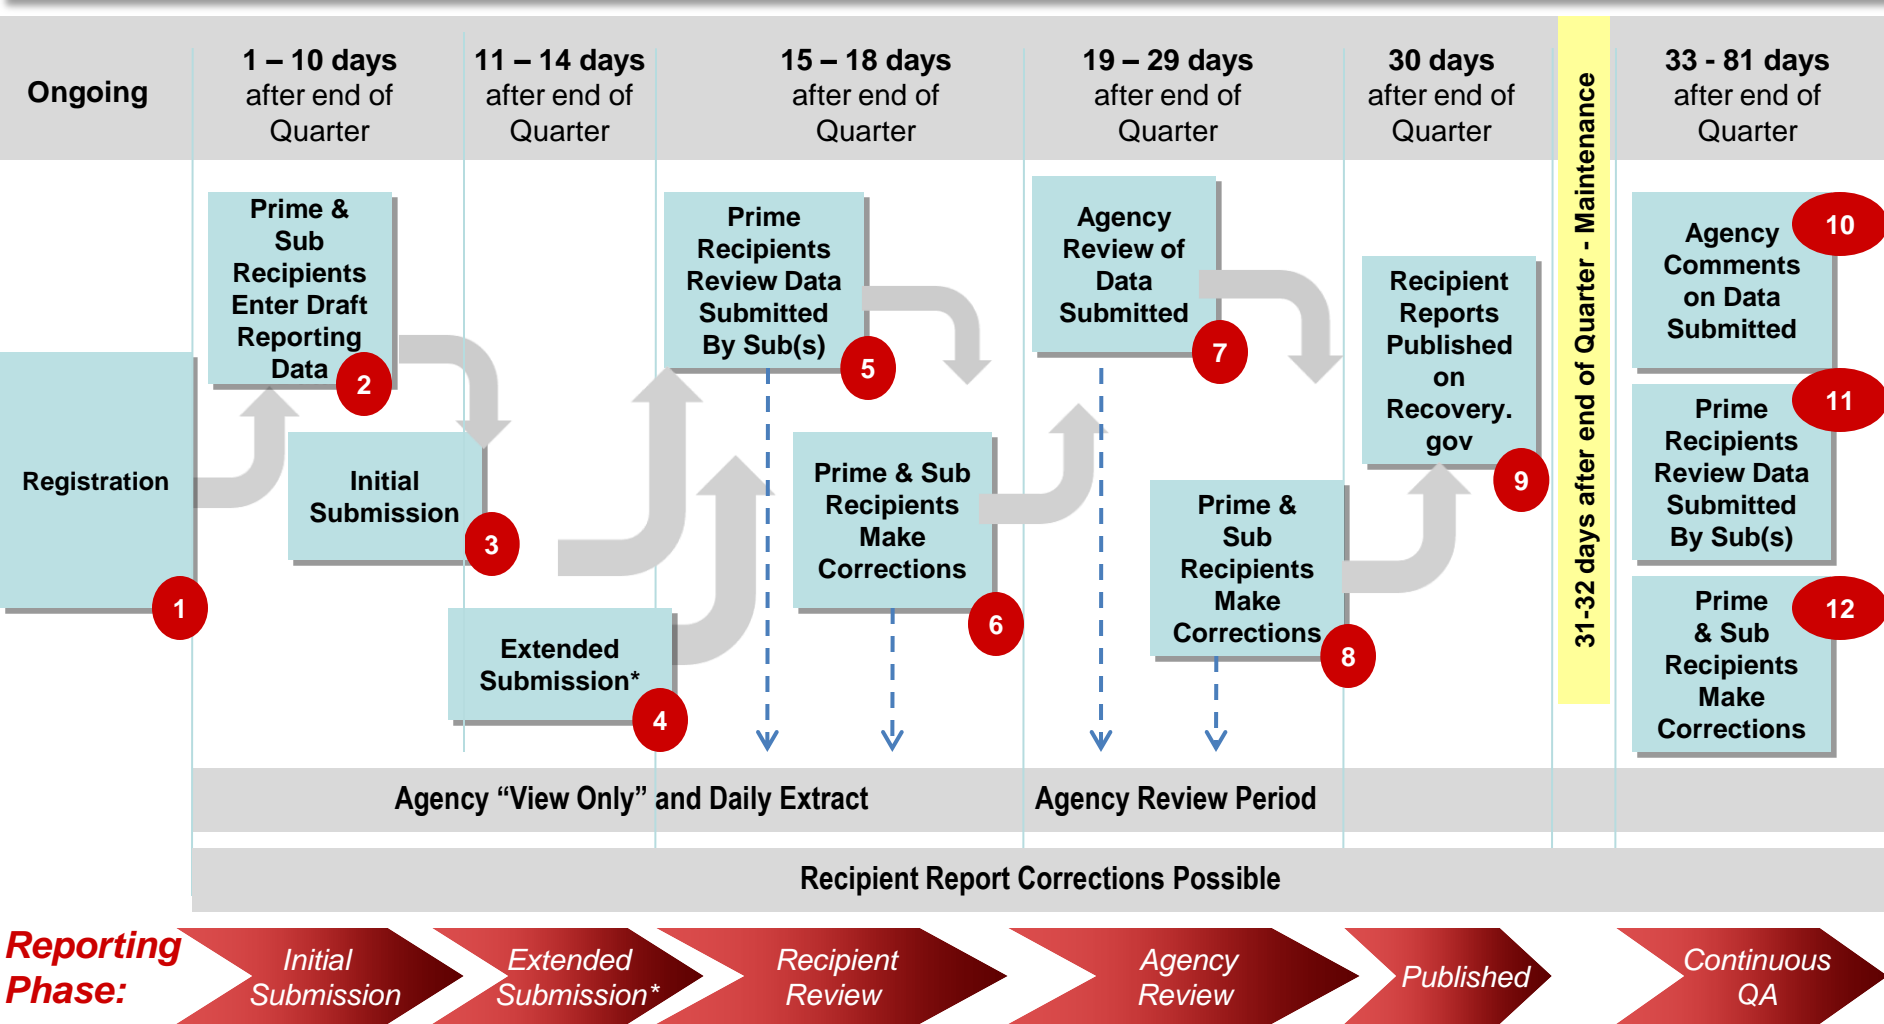 Ongoing
1 – 10 days
after end of
Quarter
11 – 14 days
after end of
Quarter
15 – 18 days
after end of
Quarter
19 – 29 days
after end of
Quarter
30 days
after end of
Quarter
31-32 days after end of Quarter - Maintenance
33 - 81 days
after end of
Quarter
Registration
1
Prime &
Sub
Recipients
Enter Draft
Reporting
Data
2
Initial
Submission
3
Extended
Submission*
4
Prime
Recipients
Review Data
Submitted
By Sub(s)
5
Prime & Sub
Recipients
Make
Corrections
6
Agency
Review of
Data
Submitted
7
Prime &
Sub
Recipients
Make
Corrections
8
Recipient
Reports
Published
on
Recovery.
gov
9
Agency
Comments
on Data
Submitted
10
Prime
Recipients
Review Data
Submitted
By Sub(s)
11
Prime
& Sub
Recipients
Make
Corrections
12
Agency “View Only” and Daily Extract
Agency Review Period
Recipient Report Corrections Possible
Reporting
Phase:
Initial
Submission
Extended
Submission*
Recipient
Review
Agency
Review
Published
Continuous
QA